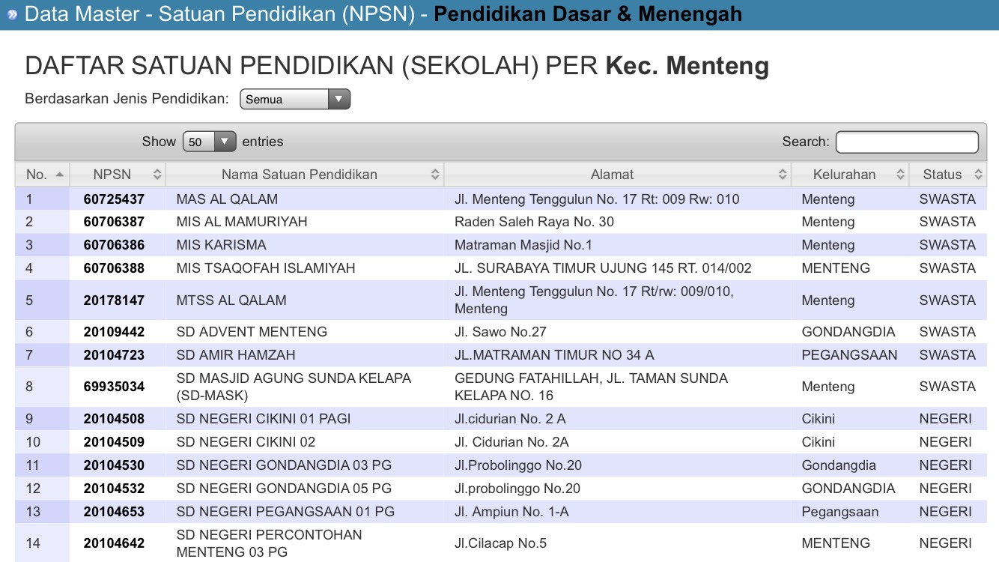 Data Master - Satuan Pendidikan (NPSN) - Pendidikan Dasar & Menengah
DAFTAR SATUAN PENDIDIKAN (SEKOLAH) PER Kec. Menteng
Berdasarkan Jenis Pendidikan: Semua
Show 50 entries Search:
No. NPSN Nama Satuan Pendidikan Alamat Kelurahan Status
1 60725437 MAS AL QALAM Jl. Menteng Tenggulun No. 17 Rt: 009 Rw: 010 Menteng SWASTA
2 60706387 MIS AL MAMURIYAH Raden Saleh Raya No. 30 Menteng SWASTA
3 60706386 MIS KARISMA Matraman Masjid No.1 Menteng SWASTA
4 60706388 MIS TSAQOFAH ISLAMIYAH JL. SURABAYA TIMUR UJUNG 145 RT. 014/002 MENTENG SWASTA
5 20178147 MTSS AL QALAM Jl. Menteng Tenggulun No. 17 Rt/rw: 009/010,
Menteng Menteng SWASTA
6 20109442 SD ADVENT MENTENG Jl. Sawo No.27 GONDANGDIA SWASTA
7 20104723 SD AMIR HAMZAH JL.MATRAMAN TIMUR NO 34 A PEGANGSAAN SWASTA
8 69935034 SD MASJID AGUNG SUNDA KELAPA
(SD-MASK) GEDUNG FATAHILLAH, JL. TAMAN SUNDA
KELAPA NO. 16 Menteng SWASTA
9 20104508 SD NEGERI CIKINI 01 PAGI Jl.cidurian No. 2 A Cikini NEGERI
10 20104509 SD NEGERI CIKINI 02 Jl. Cidurian No. 2A Cikini NEGERI
11 20104530 SD NEGERI GONDANGDIA 03 PG Jl.Probolinggo No.20 Gondangdia NEGERI
12 20104532 SD NEGERI GONDANGDIA 05 PG Jl.probolinggo No.20 GONDANGDIA NEGERI
13 20104653 SD NEGERI PEGANGSAAN 01 PG Jl. Ampiun No. 1-A Pegangsaan NEGERI
14 20104642 SD NEGERI PERCONTOHAN
MENTENG 03 PG Jl.Cilacap No.5 MENTENG NEGERI